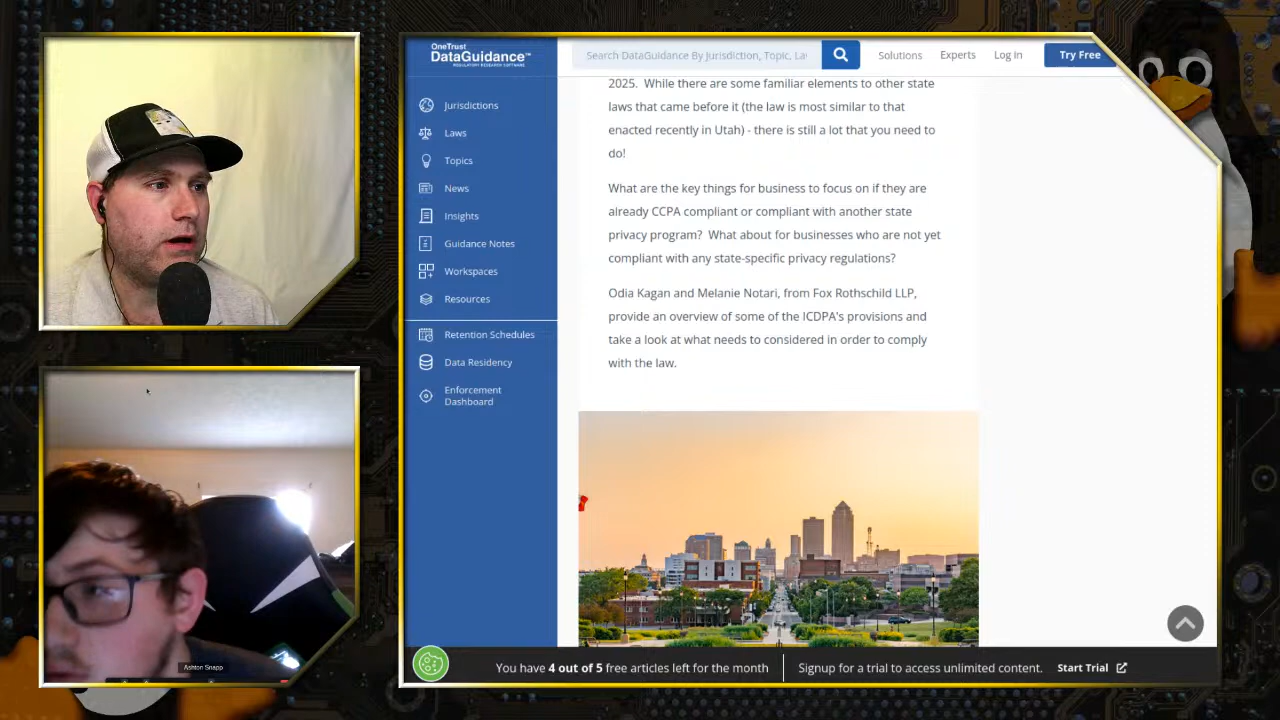 OneTrust
DataGuidance™
REGULATORY RESEARCH SOFTWARE
Search DataGuidance By Jurisdiction, Topic, La
Solutions
Experts
Log in
Try Free
Jurisdictions
Laws
Topics
News
Insights
Guidance Notes
Workspaces
Resources
Retention Schedules
Data Residency
Enforcement
Dashboard
2025. While there are some familiar elements to other state
laws that came before it (the law is most similar to that
enacted recently in Utah) - there is still a lot that you need to
do!
What are the key things for business to focus on if they are
already CCPA compliant or compliant with another state
privacy program? What about for businesses who are not yet
compliant with any state-specific privacy regulations?
Odia Kagan and Melanie Notari, from Fox Rothschild LLP,
provide an overview of some of the ICDPA's provisions and
take a look at what needs to considered in order to comply
with the law.
Ashton Snapp
You have 4 out of 5 free articles left for the month
Signup for a trial to access unlimited content.
Start Trial